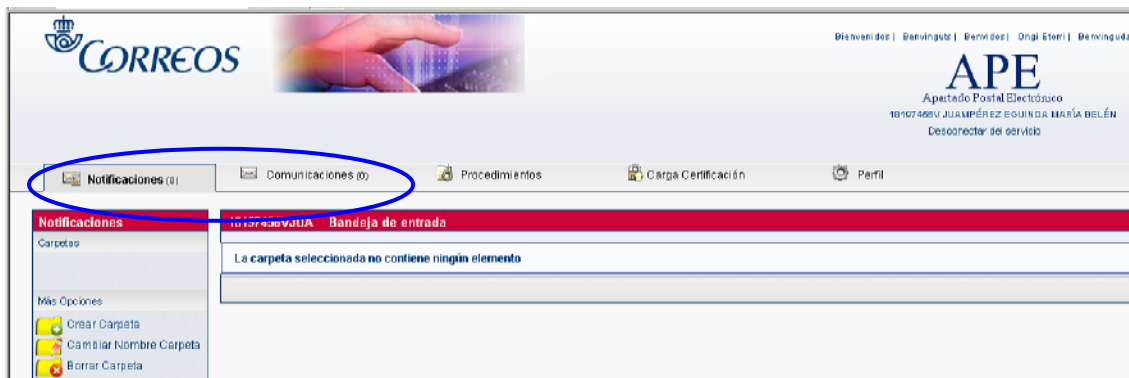 CORREOS
Bienvenidos | Benvinguts | Benvidos | Ongi Etorri | Benvinguda
APE
Apartado Postal Electrónico
JUAMPÉREZ EGUINOA MARÍA BELÉN
Desconectar del servicio
Notificaciones (0)
Comunicaciones (0)
Procedimientos
Carga Certificación
Perfil
Notificaciones
Bandeja de entrada
Carpetas
La carpeta seleccionada no contiene ningún elemento
Más Opciones
Crear Carpeta
Cambiar Nombre Carpeta
Borrar Carpeta